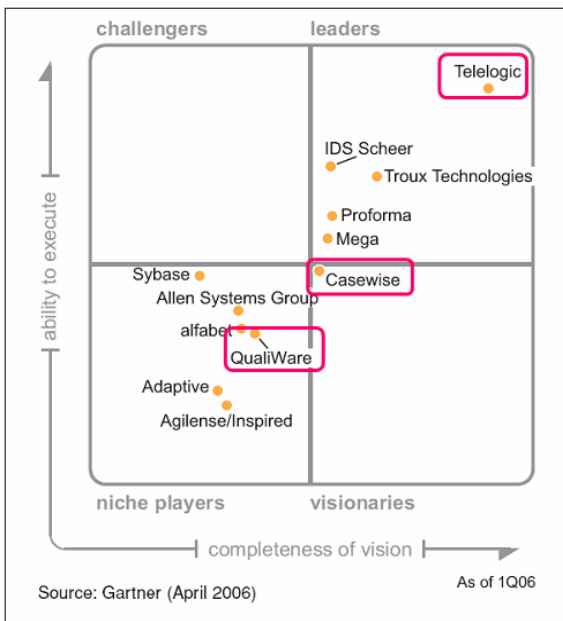 challengers
leaders
Telelogic
IDS Scheer
Troux Technologies
Proforma
Mega
Sybase
Casewise
Allen Systems Group
alfabet
QualiWare
Adaptive
Agilense/Inspired
ability to execute
niche players
visionaries
completeness of vision
As of 1Q06
Source: Gartner (April 2006)